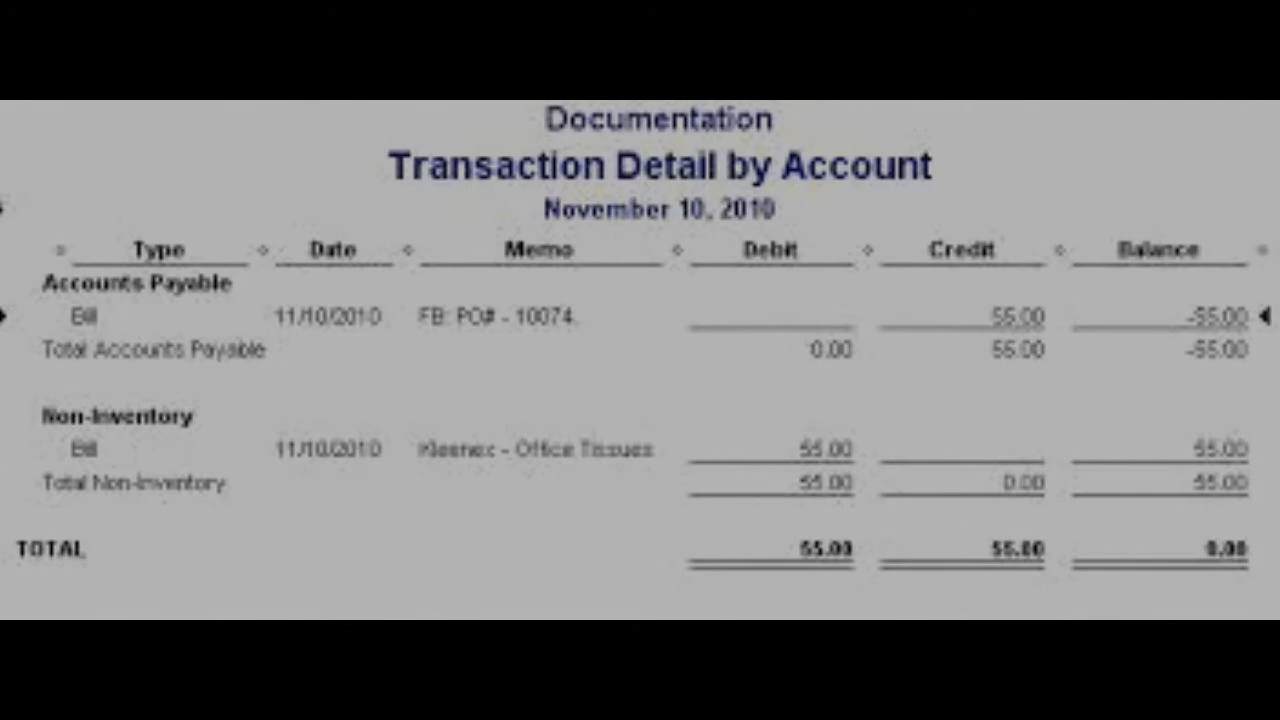 Documentation
Transaction Detail by Account
November 10, 2010
Type Date Memo Debit Credit Balance
Accounts Payable
Bill 11/10/2010 FB: PO# - 10074. 55.00 -55.00
Total Accounts Payable 0.00 55.00 -55.00
Non-Inventory
Bill 11/10/2010 Kleenex - Office Tissues 55.00 55.00
Total Non-Inventory 55.00 0.00 55.00
TOTAL 55.00 55.00 0.00